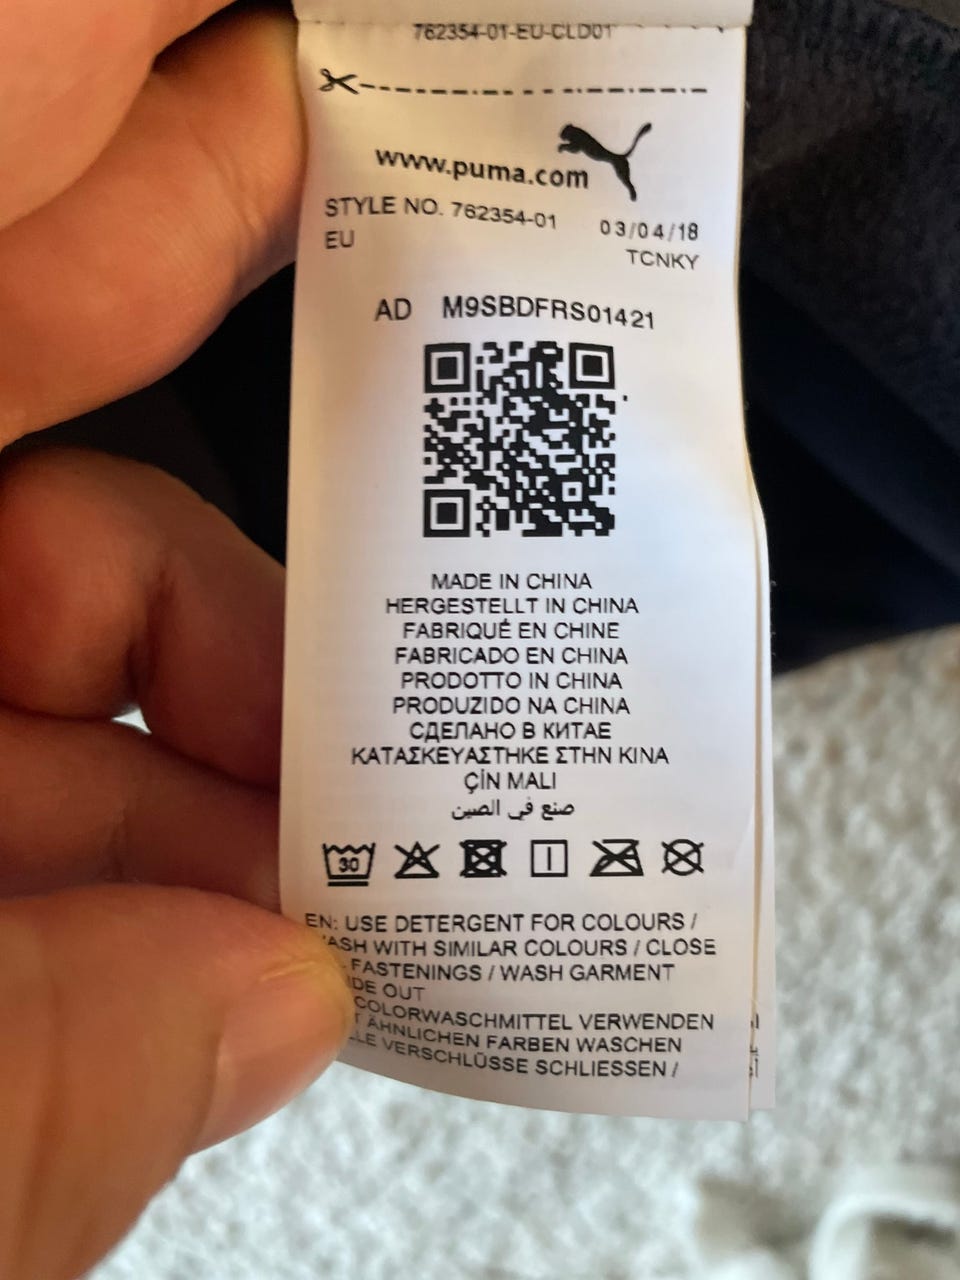 762354-01-EU-CLD01
www.puma.com
STYLE NO. 762354-01 03/04/18
EU TCNKY
AD M9SBDFRS01421
MADE IN CHINA
HERGESTELLT IN CHINA
FABRIQUÉ EN CHINE
FABRICADO EN CHINA
PRODOTTO IN CHINA
PRODUZIDO NA CHINA
СДЕЛАНО В КИТАЕ
ΚΑΤΑΣΚΕΥΑΣΤΗΚΕ ΣΤΗΝ ΚΙΝΑ
ÇİN MALI
صنع في الصين
30
EN: USE DETERGENT FOR COLOURS /
WITH SIMILAR COLOURS / CLOSE
FASTENINGS / WASH GARMENT
OUT
COLORWASCHMITTEL VERWENDEN
ÄHNLICHEN FARBEN WASCHEN
VERSCHLÜSSE SCHLIESSEN /